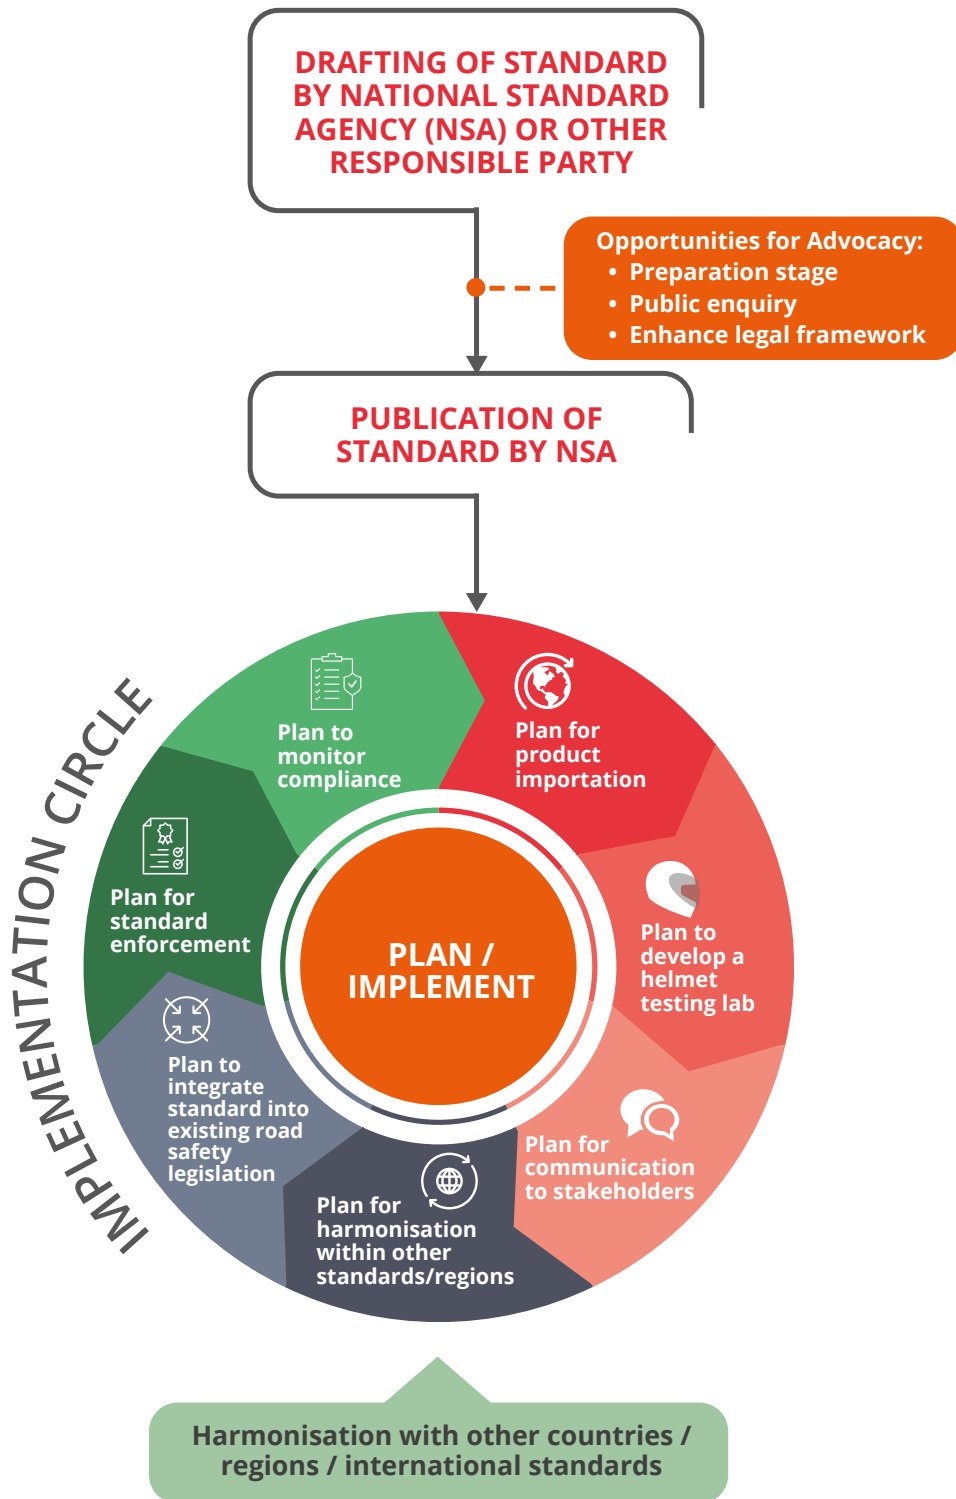 DRAFTING OF STANDARD
BY NATIONAL STANDARD
AGENCY (NSA) OR OTHER
RESPONSIBLE PARTY
Opportunities for Advocacy:
• Preparation stage
• Public enquiry
• Enhance legal framework
PUBLICATION OF
STANDARD BY NSA
IMPLEMENTATION CIRCLE
Plan to
monitor
compliance
Plan for
product
importation
Plan for
standard
enforcement
PLAN /
IMPLEMENT
Plan to
develop a
helmet
testing lab
Plan to
integrate
standard into
existing road
safety
legislation
Plan for
communication
to stakeholders
Plan for
harmonisation
within other
standards/regions
Harmonisation with other countries /
regions / international standards